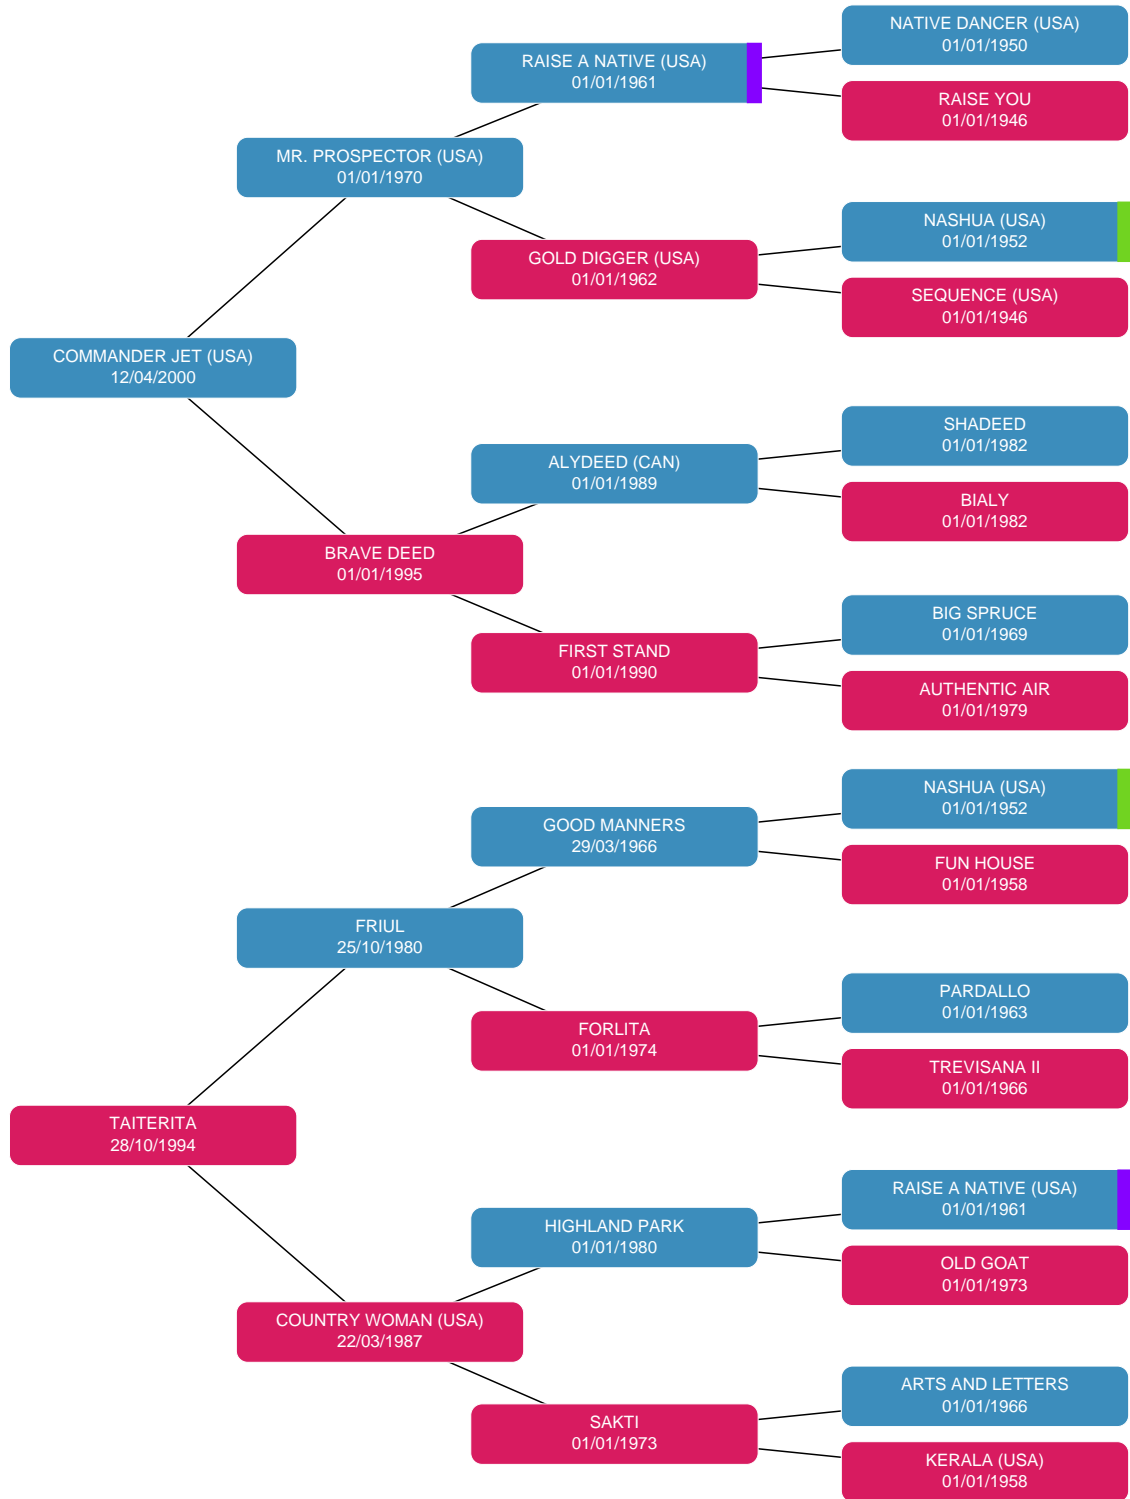 NATIVE DANCER (USA)
01/01/1950
RAISE A NATIVE (USA)
01/01/1961
RAISE YOU
01/01/1946
MR. PROSPECTOR (USA)
01/01/1970
NASHUA (USA)
01/01/1952
GOLD DIGGER (USA)
01/01/1962
SEQUENCE (USA)
01/01/1946
COMMANDER JET (USA)
12/04/2000
SHADEED
01/01/1982
ALYDEED (CAN)
01/01/1989
BIALY
01/01/1982
BRAVE DEED
01/01/1995
BIG SPRUCE
01/01/1969
FIRST STAND
01/01/1990
AUTHENTIC AIR
01/01/1979
NASHUA (USA)
01/01/1952
GOOD MANNERS
29/03/1966
FUN HOUSE
01/01/1958
FRIUL
25/10/1980
PARDALLO
01/01/1963
FORLITA
01/01/1974
TREVISANA II
01/01/1966
TAITERITA
28/10/1994
RAISE A NATIVE (USA)
01/01/1961
HIGHLAND PARK
01/01/1980
OLD GOAT
01/01/1973
COUNTRY WOMAN (USA)
22/03/1987
ARTS AND LETTERS
01/01/1966
SAKTI
01/01/1973
KERALA (USA)
01/01/1958